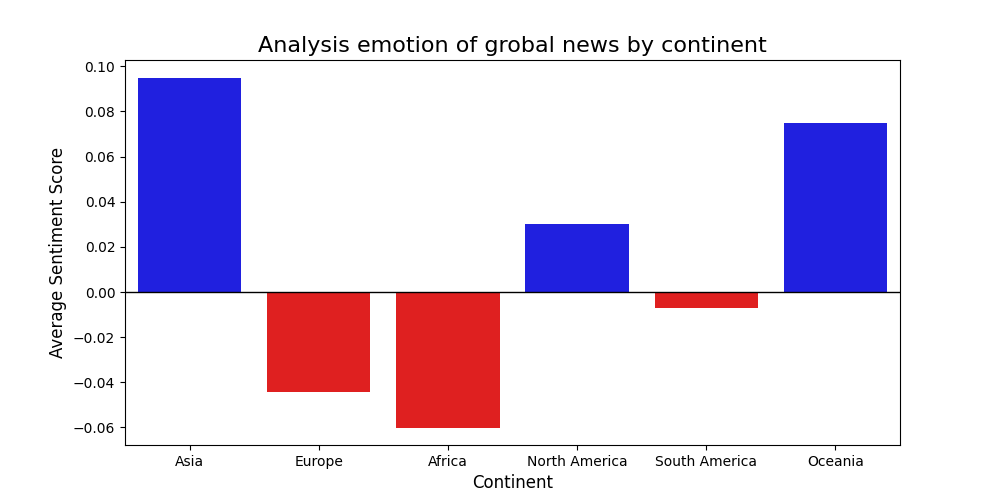 Analysis emotion of grobal news by continent
0.10
0.08
0.06
0.04
0.02
0.00
−0.02
−0.04
−0.06
Average Sentiment Score
Asia Europe Africa North America South America Oceania
Continent